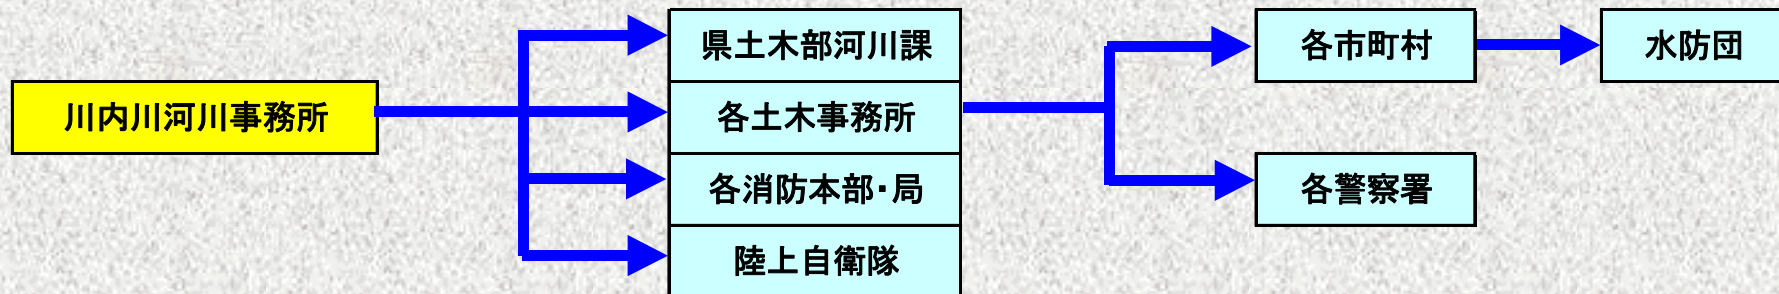 川内川河川事務所
県土木部河川課
各土木事務所
各消防本部・局
陸上自衛隊
各市町村
各警察署
水防団